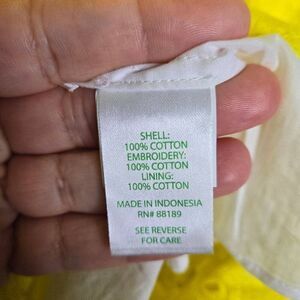 SHELL:
100% COTTON
EMBROIDERY:
100% COTTON
LINING:
100% COTTON
MADE IN INDONESIA
RN# 88189
SEE REVERSE
FOR CARE